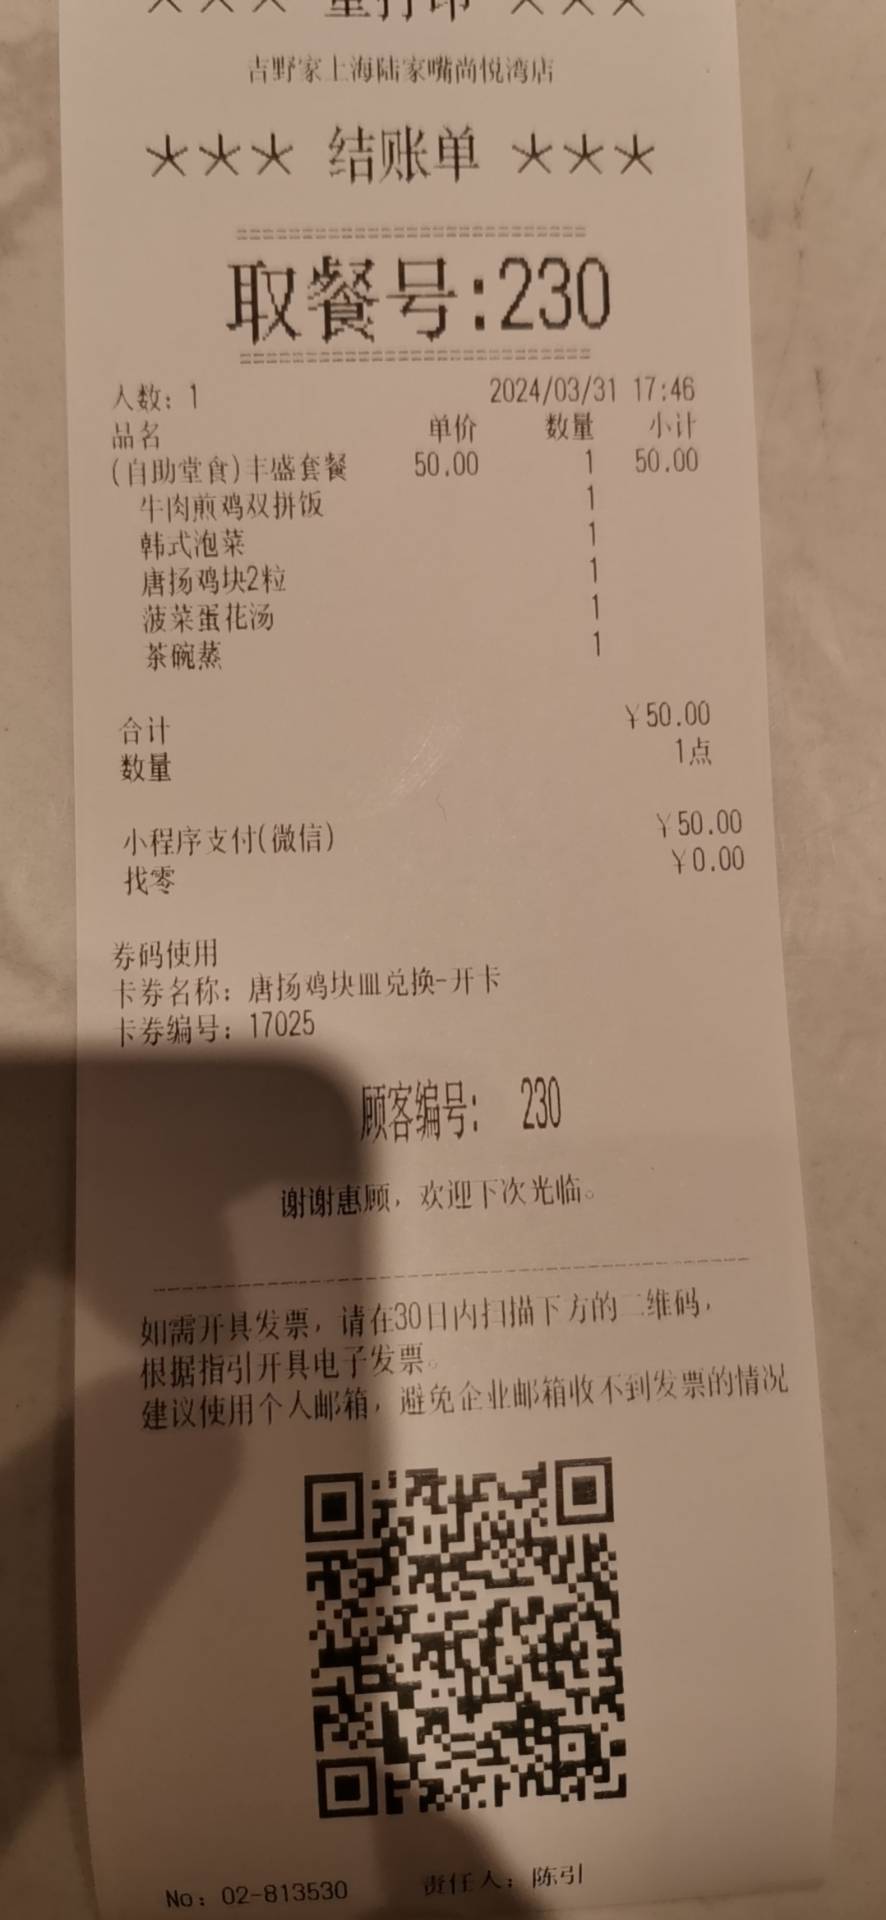 *** 重打印 ***
吉野家上海陆家嘴尚悦湾店
*** 结账单 ***
===========================
取餐号:230
===========================
人数: 1 2024/03/31 17:46
品名 单价 数量 小计
(自助堂食)丰盛套餐 50.00 1 50.00
牛肉煎鸡双拼饭 1
韩式泡菜 1
唐扬鸡块2粒 1
菠菜蛋花汤 1
茶碗蒸 1
合计 ¥50.00
数量 1点
小程序支付(微信) ¥50.00
找零 ¥0.00
券码使用
卡券名称: 唐扬鸡块皿兑换-开卡
卡券编号: 17025
顾客编号: 230
谢谢惠顾, 欢迎下次光临。
如需开具发票, 请在30日内扫描下方的二维码,
根据指引开具电子发票。
建议使用个人邮箱, 避免企业邮箱收不到发票的情况
No: 02-813530 责任人: 陈引